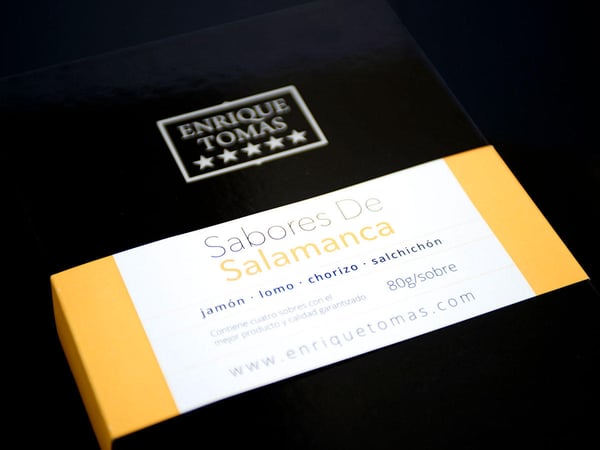 ENRIQUE
TOMAS
Sabores De
Salamanca
jamón · lomo · chorizo · salchichón
Contiene cuatro sobres con el
mejor producto y calidad garantizado
80g/sobre
www.enriquetomas.com